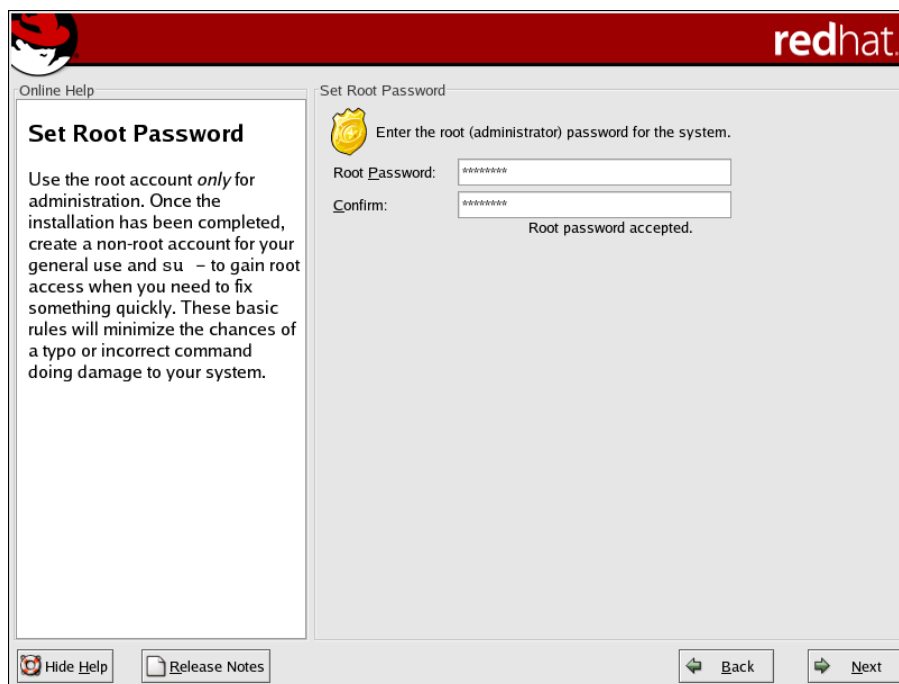 redhat.
Online Help
Set Root Password
Use the root account only for
administration. Once the
installation has been completed,
create a non-root account for your
general use and su – to gain root
access when you need to fix
something quickly. These basic
rules will minimize the chances of
a typo or incorrect command
doing damage to your system.
Set Root Password
Enter the root (administrator) password for the system.
Root Password: ********
Confirm: ********
Root password accepted.
Hide Help
Release Notes
Back
Next